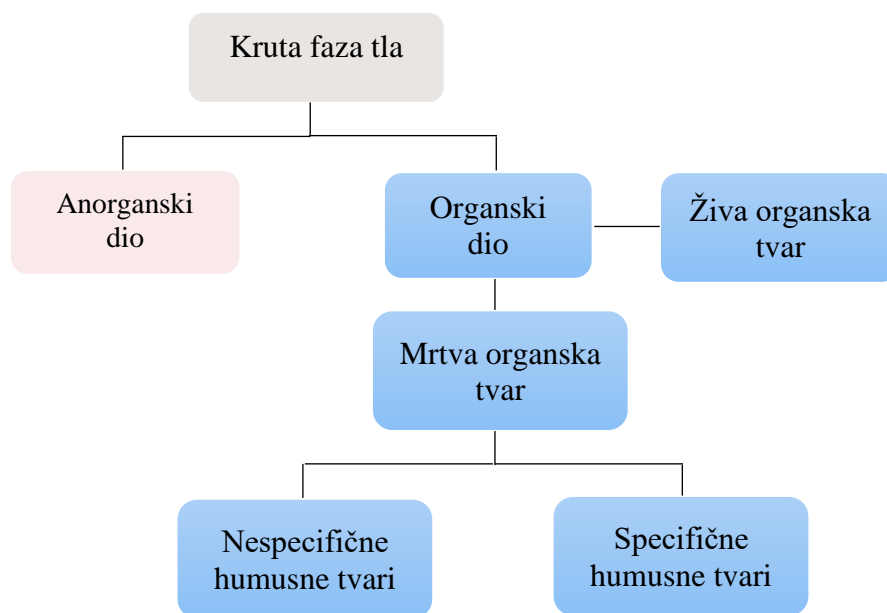 Kruta faza tla
Anorganski
dio
Organski
dio
Živa organska
tvar
Mrtva organska
tvar
Nespecifične
humusne tvari
Specifične
humusne tvari